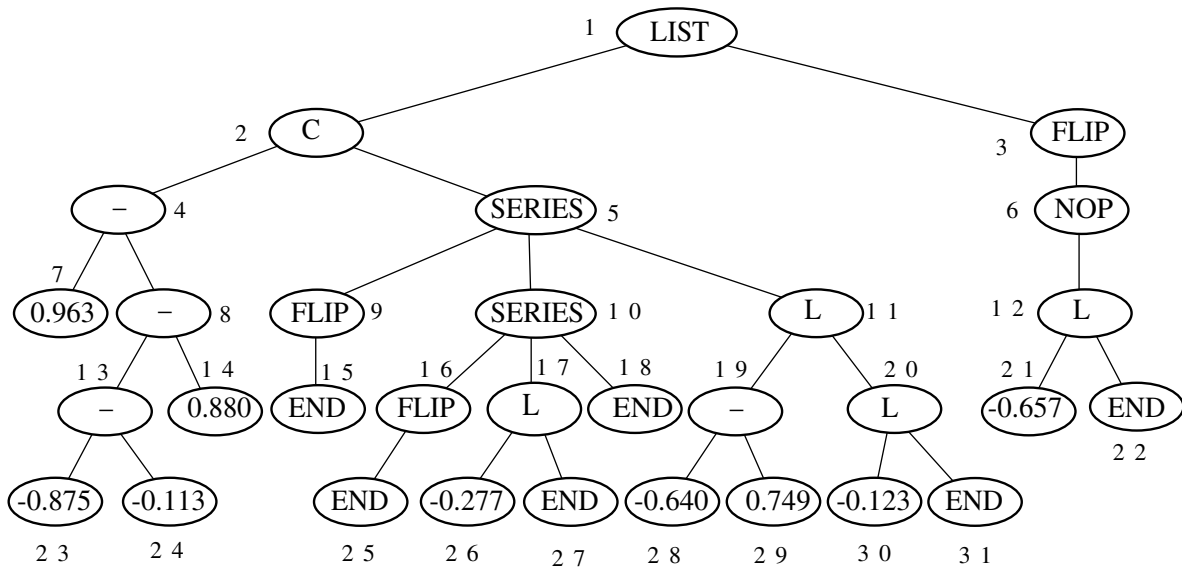 1 LIST
2 C
FLIP
3
− 4
SERIES 5
6 NOP
7
0.963
− 8
FLIP 9
SERIES 10
L 11
12 L
13
14
15
16
17
18
19
20
21
−
0.880
END
FLIP
L
END
−
L
-0.657
END
22
-0.875
-0.113
END
-0.277
END
-0.640
0.749
-0.123
END
23
24
25
26
27
28
29
30
31